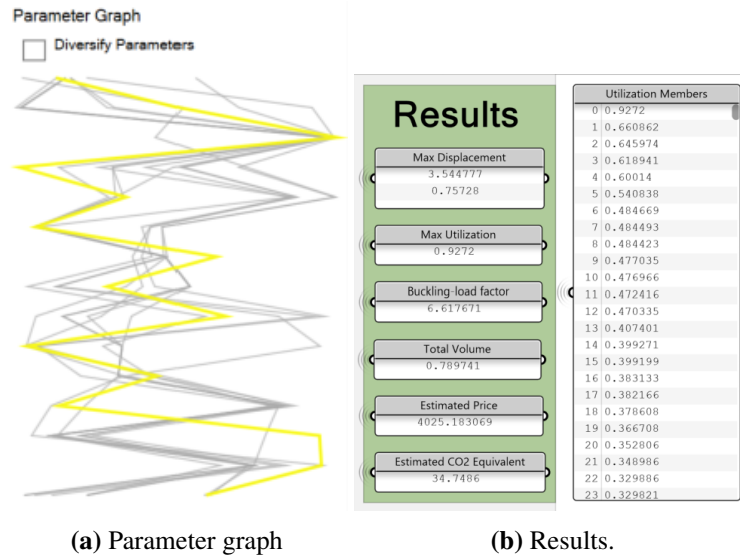 Parameter Graph
Diversify Parameters
Results
Max Displacement
3.544777
0.75728
Max Utilization
0.9272
Buckling-load factor
6.617671
Total Volume
0.789741
Estimated Price
4025.183069
Estimated CO2 Equivalent
34.7486
Utilization Members
0 0.9272
1 0.660862
2 0.645974
3 0.618941
4 0.60014
5 0.540838
6 0.484669
7 0.484493
8 0.484423
9 0.477035
10 0.476966
11 0.472416
12 0.470335
13 0.407401
14 0.399271
15 0.399199
16 0.383133
17 0.382166
18 0.378608
19 0.366708
20 0.352806
21 0.348986
22 0.329886
23 0.329821
(a) Parameter graph
(b) Results.